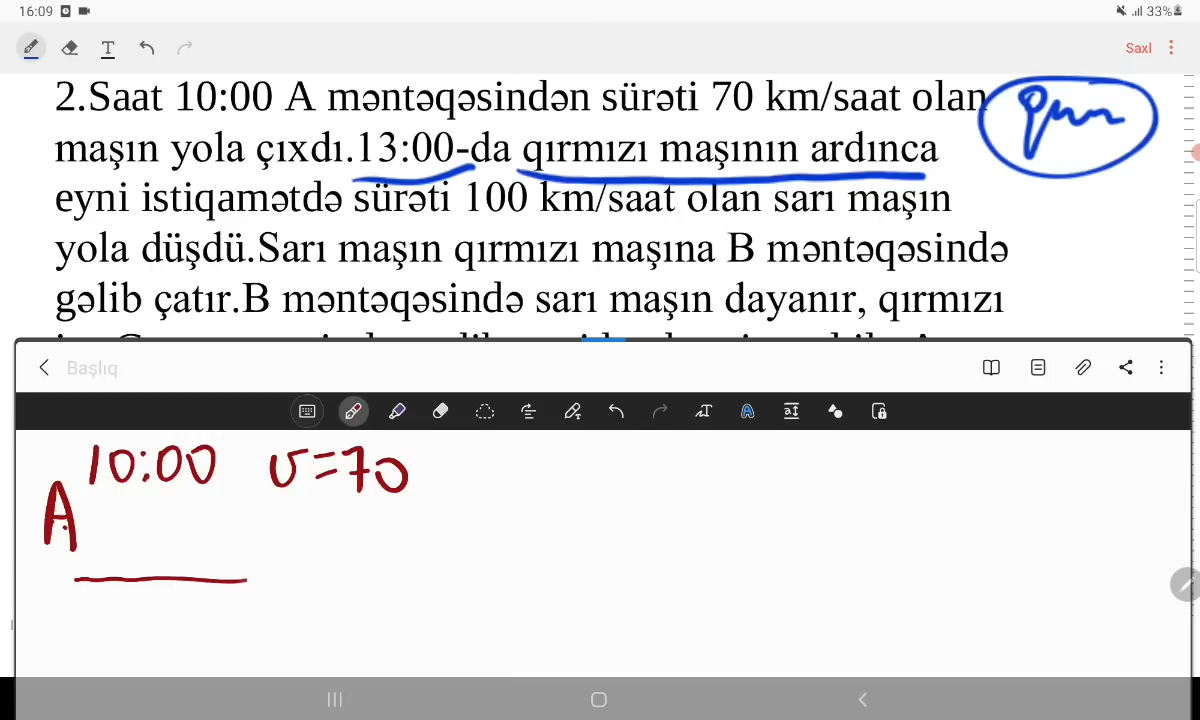 16:09
33%
Saxl
2.Saat 10:00 A məntəqəsindən sürəti 70 km/saat olan
maşın yola çıxdı.13:00-da qırmızı maşının ardınca
eyni istiqamətdə sürəti 100 km/saat olan sarı maşın
yola düşdü.Sarı maşın qırmızı maşına B məntəqəsində
gəlib çatır.B məntəqəsində sarı maşın dayanır, qırmızı
Başlıq
10:00 v=70
A